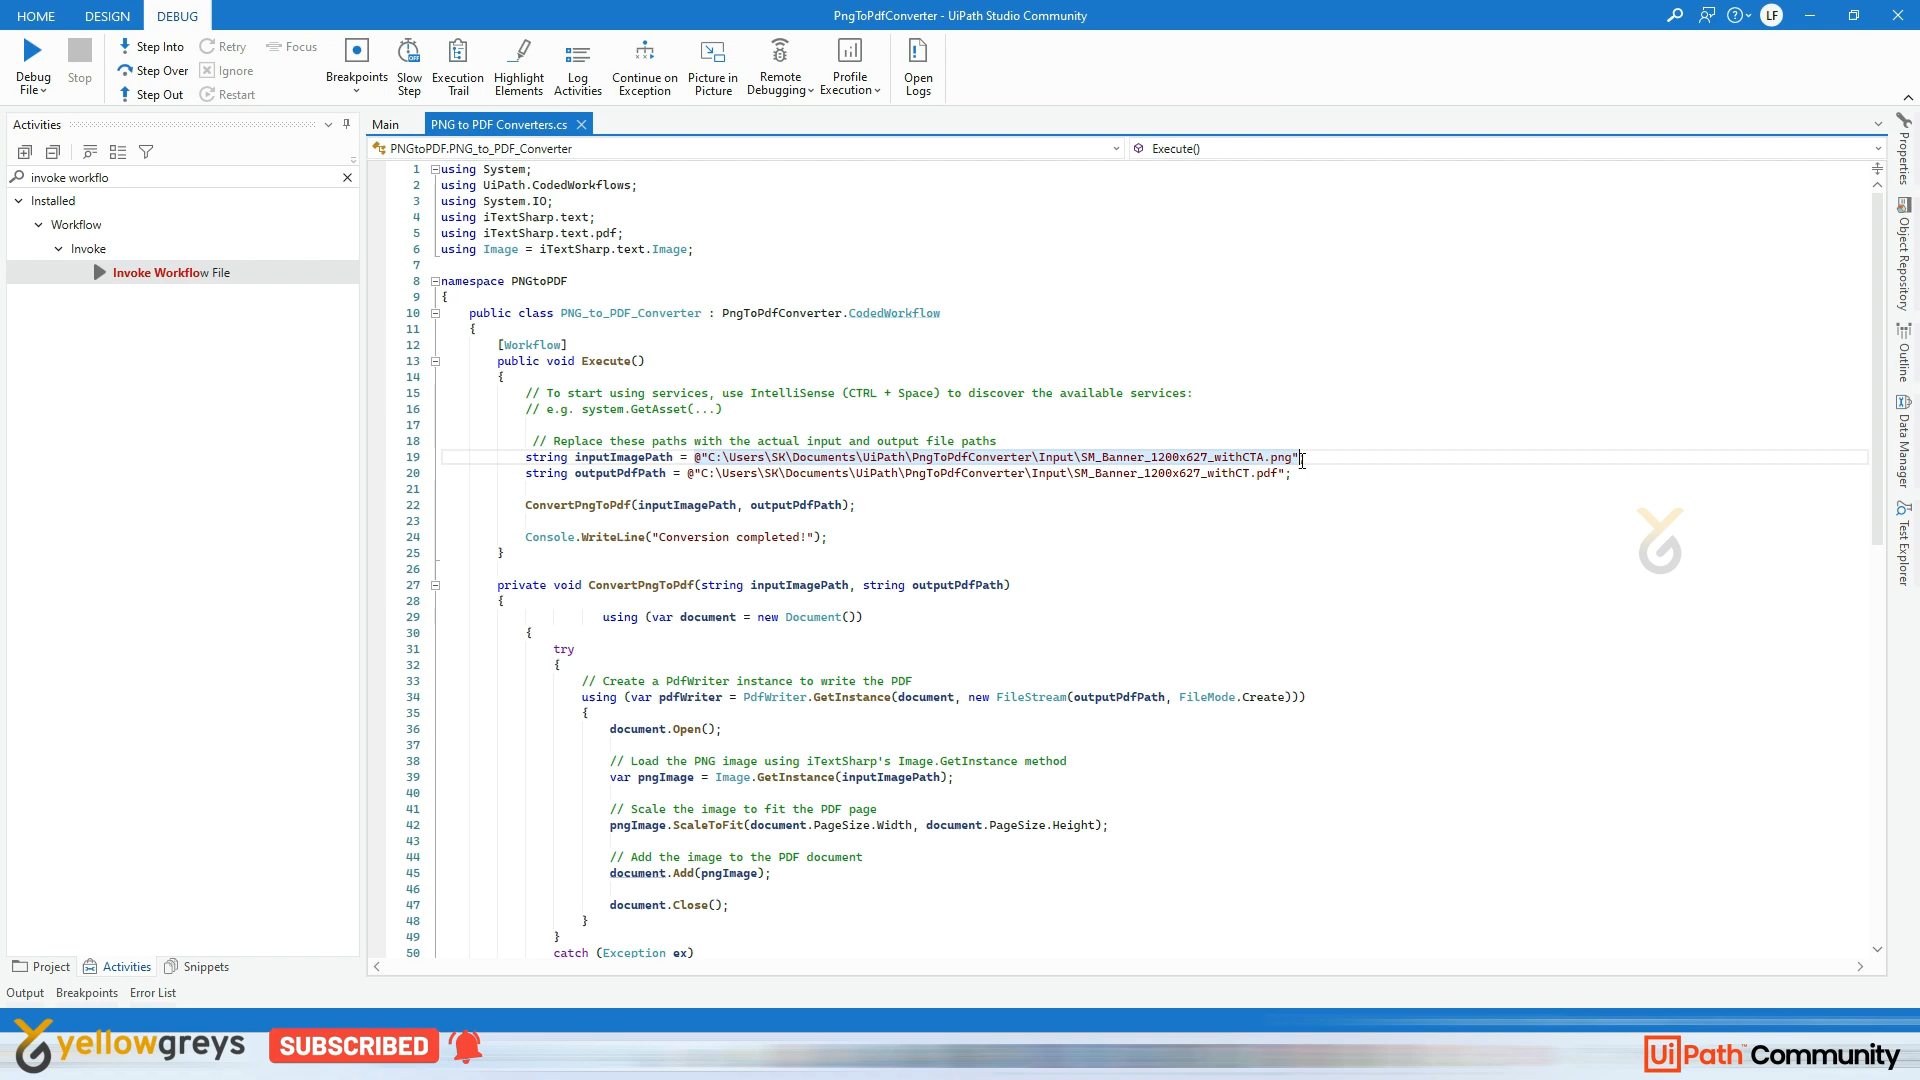 HOME DESIGN DEBUG PngToPdfConverter - UiPath Studio Community LF
Debug File Stop Step Into Step Over Step Out Retry Ignore Restart Focus Breakpoints Slow Step Execution Trail Highlight Elements Log Activities Continue on Exception Picture in Picture Remote Debugging Profile Execution Open Logs
OFF
Activities
invoke workflo
Installed
Workflow
Invoke
Invoke Workflow File
Main PNG to PDF Converters.cs
PNGtoPDF.PNG_to_PDF_Converter Execute()
1 using System;
2 using UiPath.CodedWorkflows;
3 using System.IO;
4 using iTextSharp.text;
5 using iTextSharp.text.pdf;
6 using Image = iTextSharp.text.Image;
7
8 namespace PNGtoPDF
9 {
10 public class PNG_to_PDF_Converter : PngToPdfConverter.CodedWorkflow
11 {
12 [Workflow]
13 public void Execute()
14 {
15 // To start using services, use IntelliSense (CTRL + Space) to discover the available services:
16 // e.g. system.GetAsset(...)
17
18 // Replace these paths with the actual input and output file paths
19 string inputImagePath = @"C:\Users\SK\Documents\UiPath\PngToPdfConverter\Input\SM_Banner_1200x627_withCTA.png"
20 string outputPdfPath = @"C:\Users\SK\Documents\UiPath\PngToPdfConverter\Input\SM_Banner_1200x627_withCT.pdf";
21
22 ConvertPngToPdf(inputImagePath, outputPdfPath);
23
24 Console.WriteLine("Conversion completed!");
25 }
26
27 private void ConvertPngToPdf(string inputImagePath, string outputPdfPath)
28 {
29 using (var document = new Document())
30 {
31 try
32 {
33 // Create a PdfWriter instance to write the PDF
34 using (var pdfWriter = PdfWriter.GetInstance(document, new FileStream(outputPdfPath, FileMode.Create)))
35 {
36 document.Open();
37
38 // Load the PNG image using iTextSharp's Image.GetInstance method
39 var pngImage = Image.GetInstance(inputImagePath);
40
41 // Scale the image to fit the PDF page
42 pngImage.ScaleToFit(document.PageSize.Width, document.PageSize.Height);
43
44 // Add the image to the PDF document
45 document.Add(pngImage);
46
47 document.Close();
48 }
49 }
50 catch (Exception ex)
Properties
Object Repository
Outline
Data Manager
Test Explorer
Project Activities Snippets
Output Breakpoints Error List
yellowgreys SUBSCRIBED UiPath™ Community